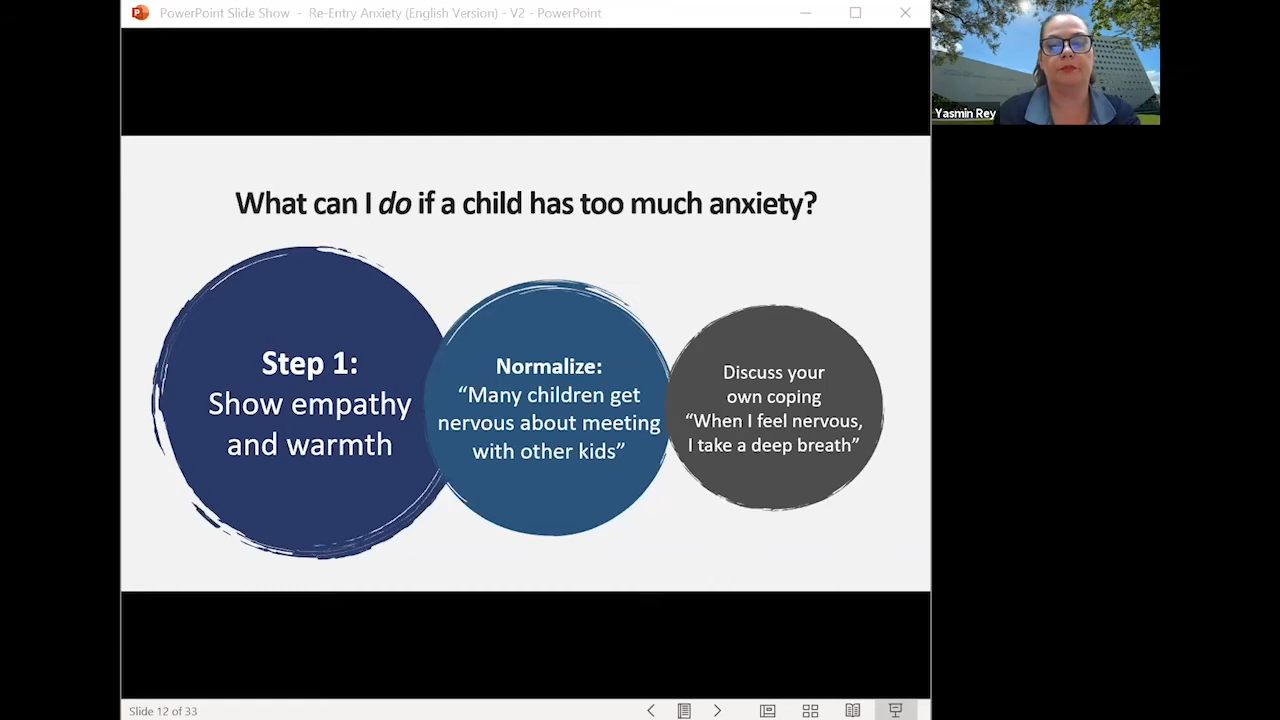 PowerPoint Slide Show - Re-Entry Anxiety (English Version) - V2 - PowerPoint
Yasmin Rey
What can I do if a child has too much anxiety?
Step 1:
Show empathy
and warmth
Normalize:
“Many children get
nervous about meeting
with other kids”
Discuss your
own coping
“When I feel nervous,
I take a deep breath”
Slide 12 of 33